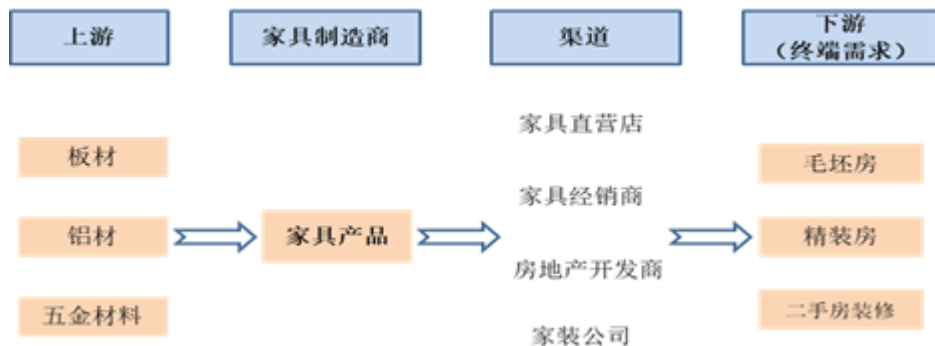 上游
家具制造商
渠道
下游
（终端需求）
家具直营店
板材
毛坯房
家具经销商
铝材
家具产品
精装房
房地产开发商
五金材料
二手房装修
家装公司